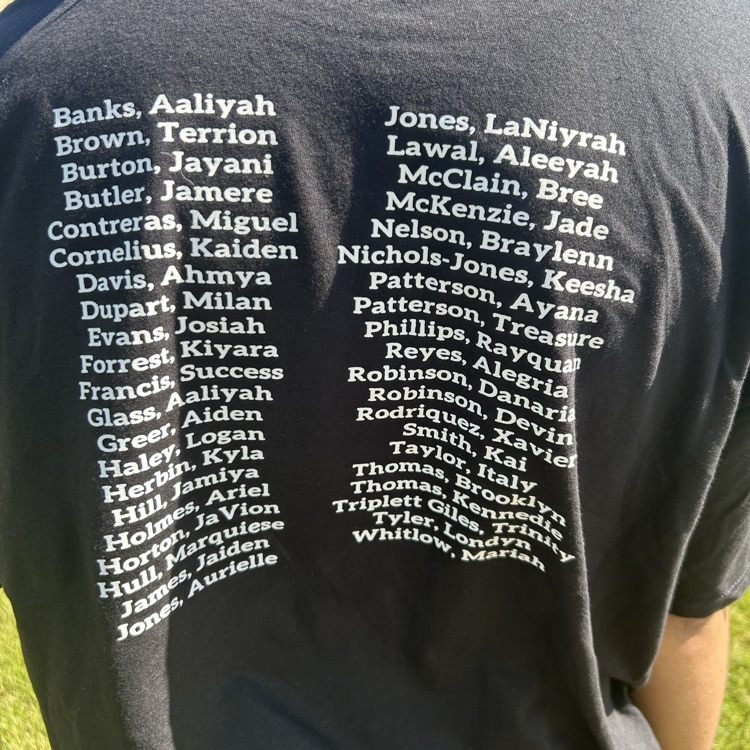 Banks, Aaliyah
Brown, Terrion
Burton, Jayani
Butler, Jamere
Contreras, Miguel
Cornelius, Kaiden
Davis, Ahmya
Dupart, Milan
Evans, Josiah
Forrest, Kiyara
Francis, Success
Glass, Aaliyah
Greer, Aiden
Haley, Logan
Herbin, Kyla
Hill, Jamiya
Holmes, Ariel
Horton, JaVion
Hull, Marquiese
James, Jaiden
Jones, Aurielle
Jones, LaNiyrah
Lawal, Aleeyah
McClain, Bree
McKenzie, Jade
Nelson, Braylenn
Nichols-Jones, Keesha
Patterson, Ayana
Patterson, Treasure
Phillips, Rayquan
Reyes, Alegria
Robinson, Danaria
Robinson, Devin
Rodriquez, Xavier
Smith, Kai
Taylor, Italy
Thomas, Brooklyn
Thomas, Kennedie
Triplett Giles, Trinity
Tyler, Londyn
Whitlow, Mariah